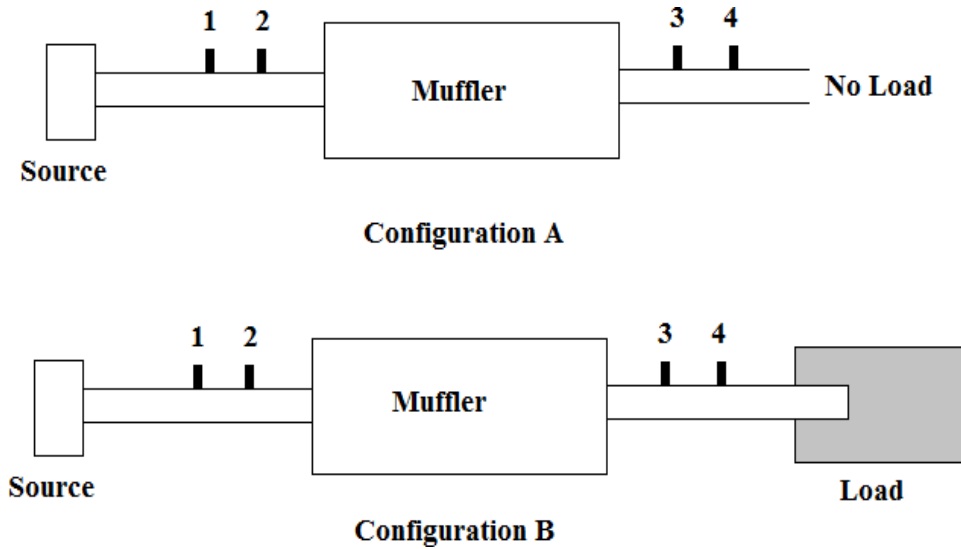 1 2 3 4
Muffler
No Load
Source
Configuration A
1 2 3 4
Muffler
Source
Load
Configuration B